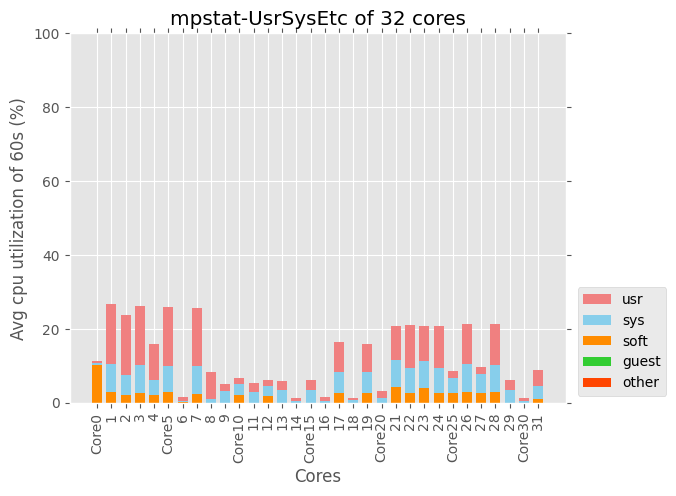 mpstat-UsrSysEtc of 32 cores
100
80
60
40
20
0
Avg cpu utilization of 60s (%)
Core0
1
2
3
4
Core5
6
7
8
9
Core10
11
12
13
14
Core15
16
17
18
19
Core20
21
22
23
24
Core25
26
27
28
29
Core30
31
Cores
usr
sys
soft
guest
other